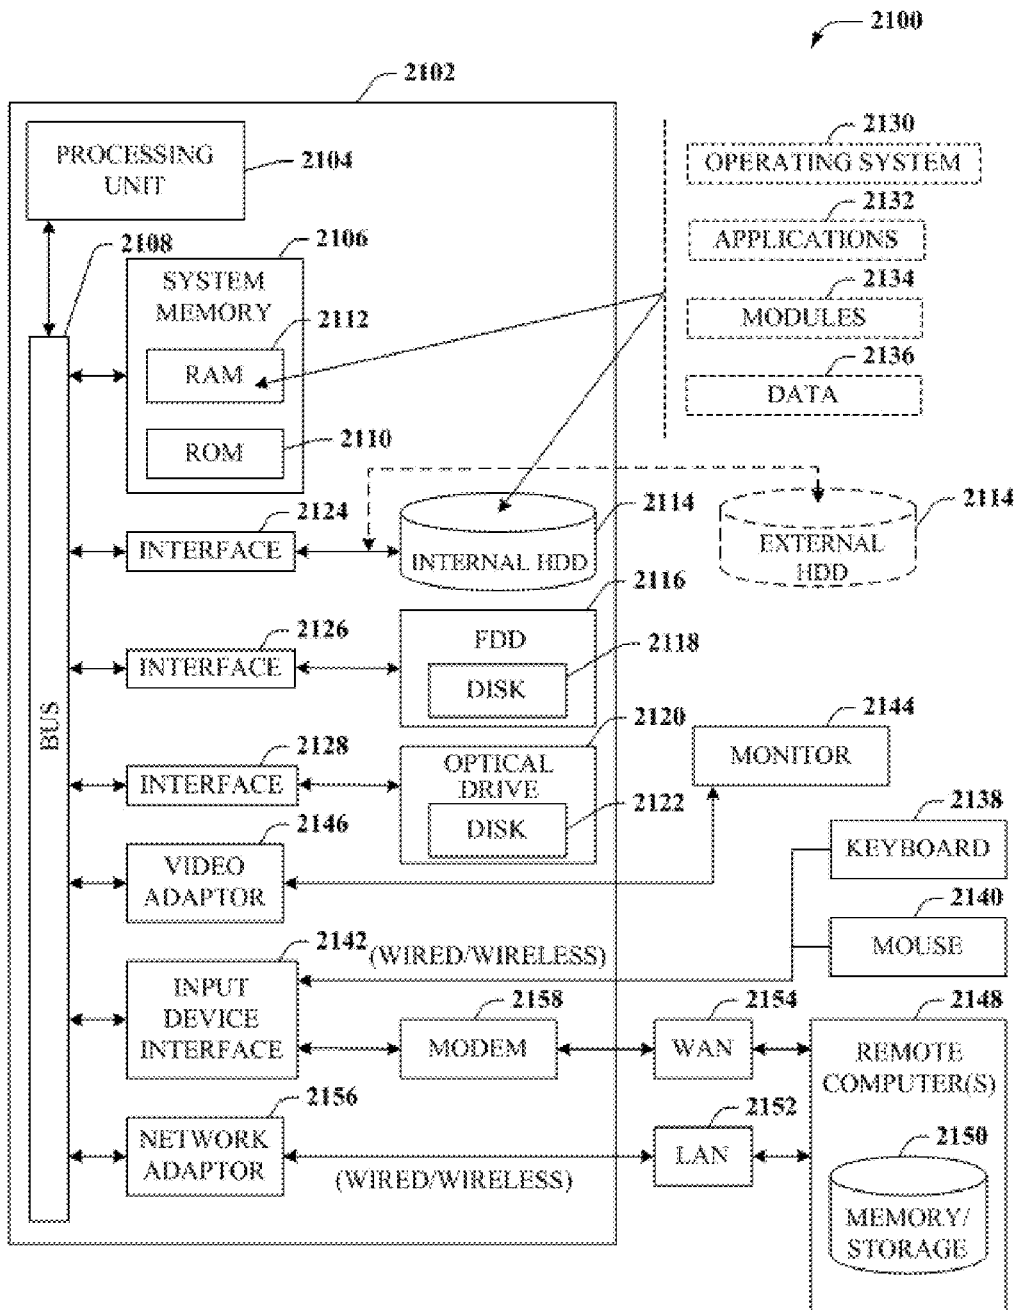 2100
2102
PROCESSING
UNIT
2104
2130
OPERATING SYSTEM
2132
APPLICATIONS
2134
MODULES
2136
DATA
2108
2106
SYSTEM
MEMORY
2112
RAM
2110
ROM
2124
INTERFACE
2114
INTERNAL HDD
2114
EXTERNAL
HDD
2116
FDD
2118
DISK
2126
INTERFACE
BUS
2120
OPTICAL
DRIVE
2122
DISK
2128
INTERFACE
2144
MONITOR
2146
VIDEO
ADAPTOR
2138
KEYBOARD
2140
MOUSE
2142
(WIRED/WIRELESS)
INPUT
DEVICE
INTERFACE
2158
MODEM
2154
WAN
2148
REMOTE
COMPUTER(S)
2156
NETWORK
ADAPTOR
(WIRED/WIRELESS)
2152
LAN
2150
MEMORY/
STORAGE